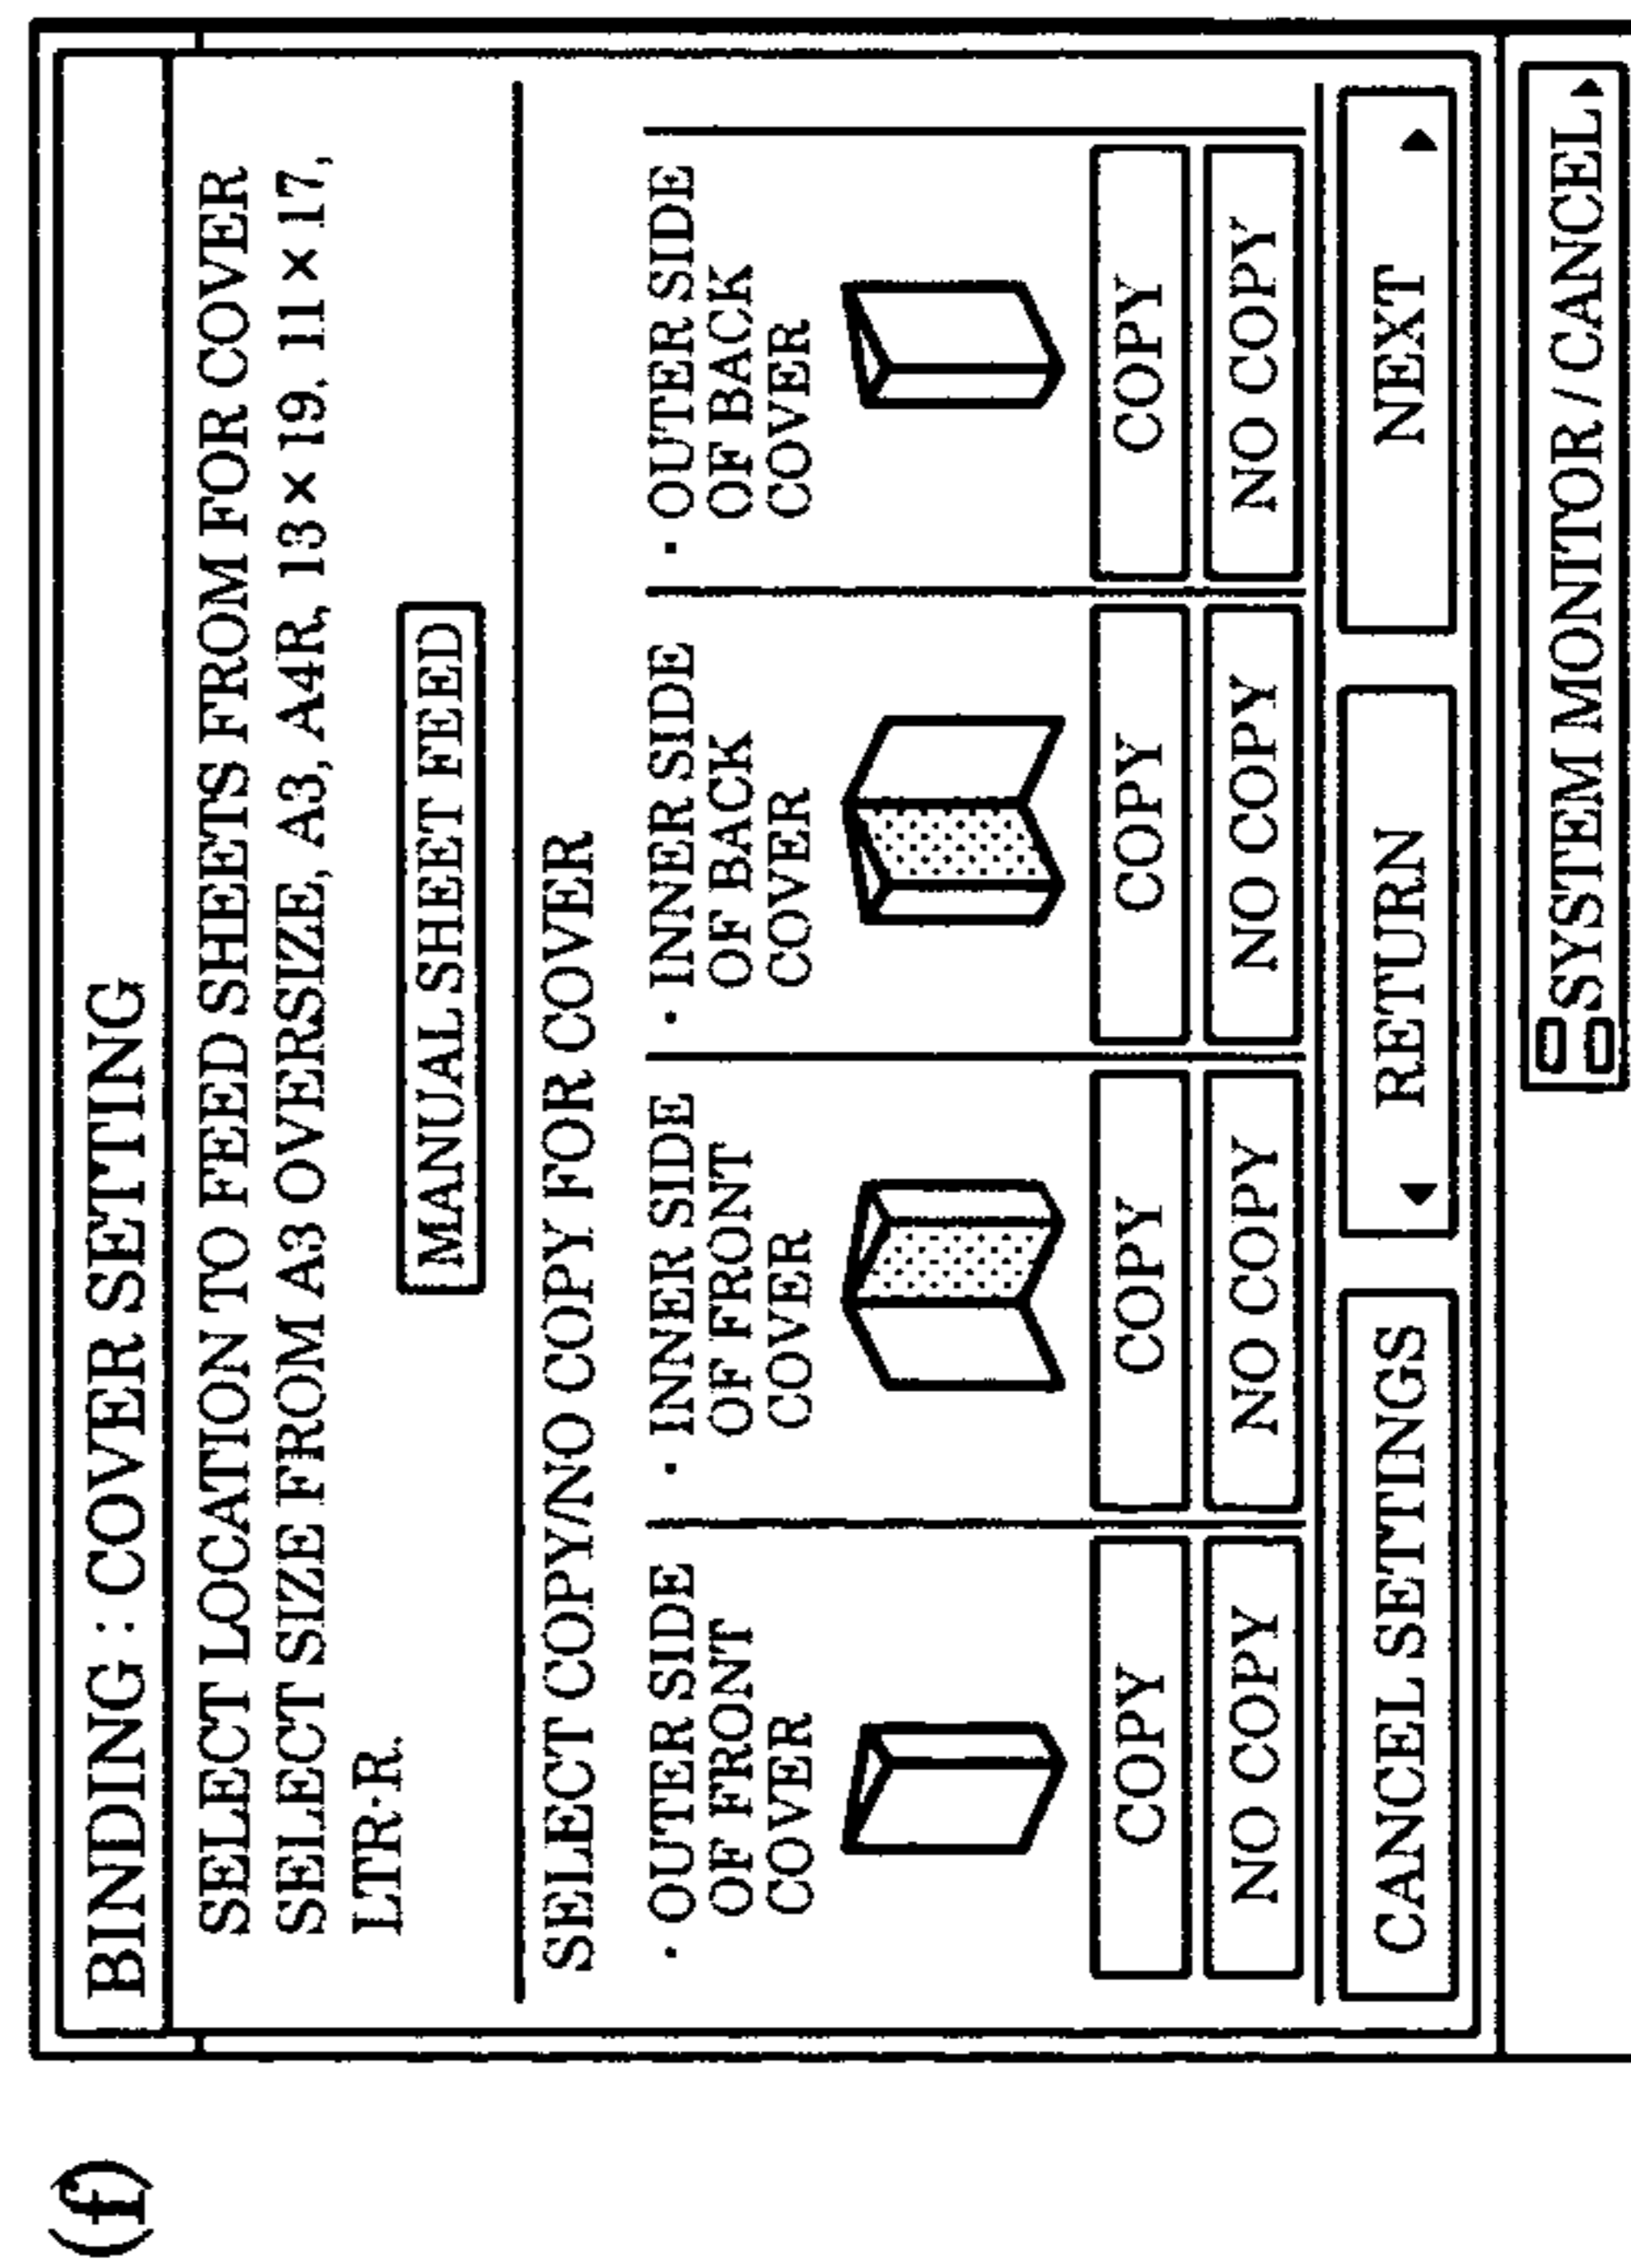 (f)
BINDING : COVER SETTING
SELECT LOCATION TO FEED SHEETS FROM FOR COVER
SELECT SIZE FROM A3 OVERSIZE, A3, A4R, 13×19, 11×17,
LTR-R.
MANUAL SHEET FEED
SELECT COPY/NO COPY FOR COVER
· OUTER SIDE
OF FRONT
COVER
COPY
NO COPY
· INNER SIDE
OF FRONT
COVER
COPY
NO COPY
· INNER SIDE
OF BACK
COVER
COPY
NO COPY
· OUTER SIDE
OF BACK
COVER
COPY
NO COPY
CANCEL SETTINGS
RETURN
NEXT
SYSTEM MONITOR / CANCEL